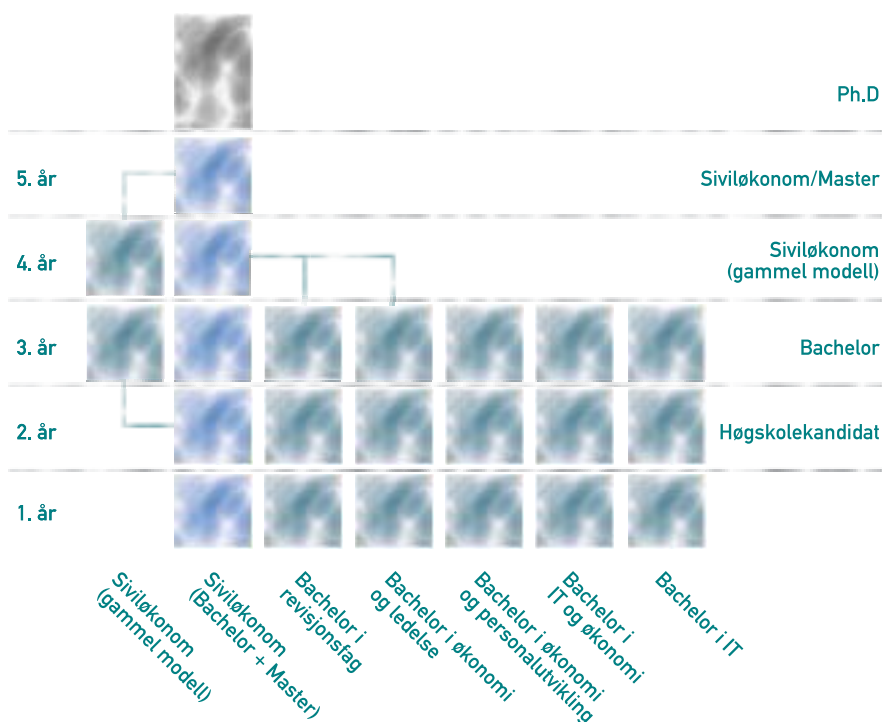 Ph.D
5. år
Siviløkonom/Master
4. år
Siviløkonom
(gammel modell)
3. år
Bachelor
2. år
Høgskolekandidat
1. år
Siviløkonom
(gammel modell)
Siviløkonom
(Bachelor + Master)
Bachelor i
revisjonsfag
Bachelor i økonomi
og ledelse
Bachelor i økonomi
og personalutvikling
Bachelor i
IT og økonomi
Bachelor i IT